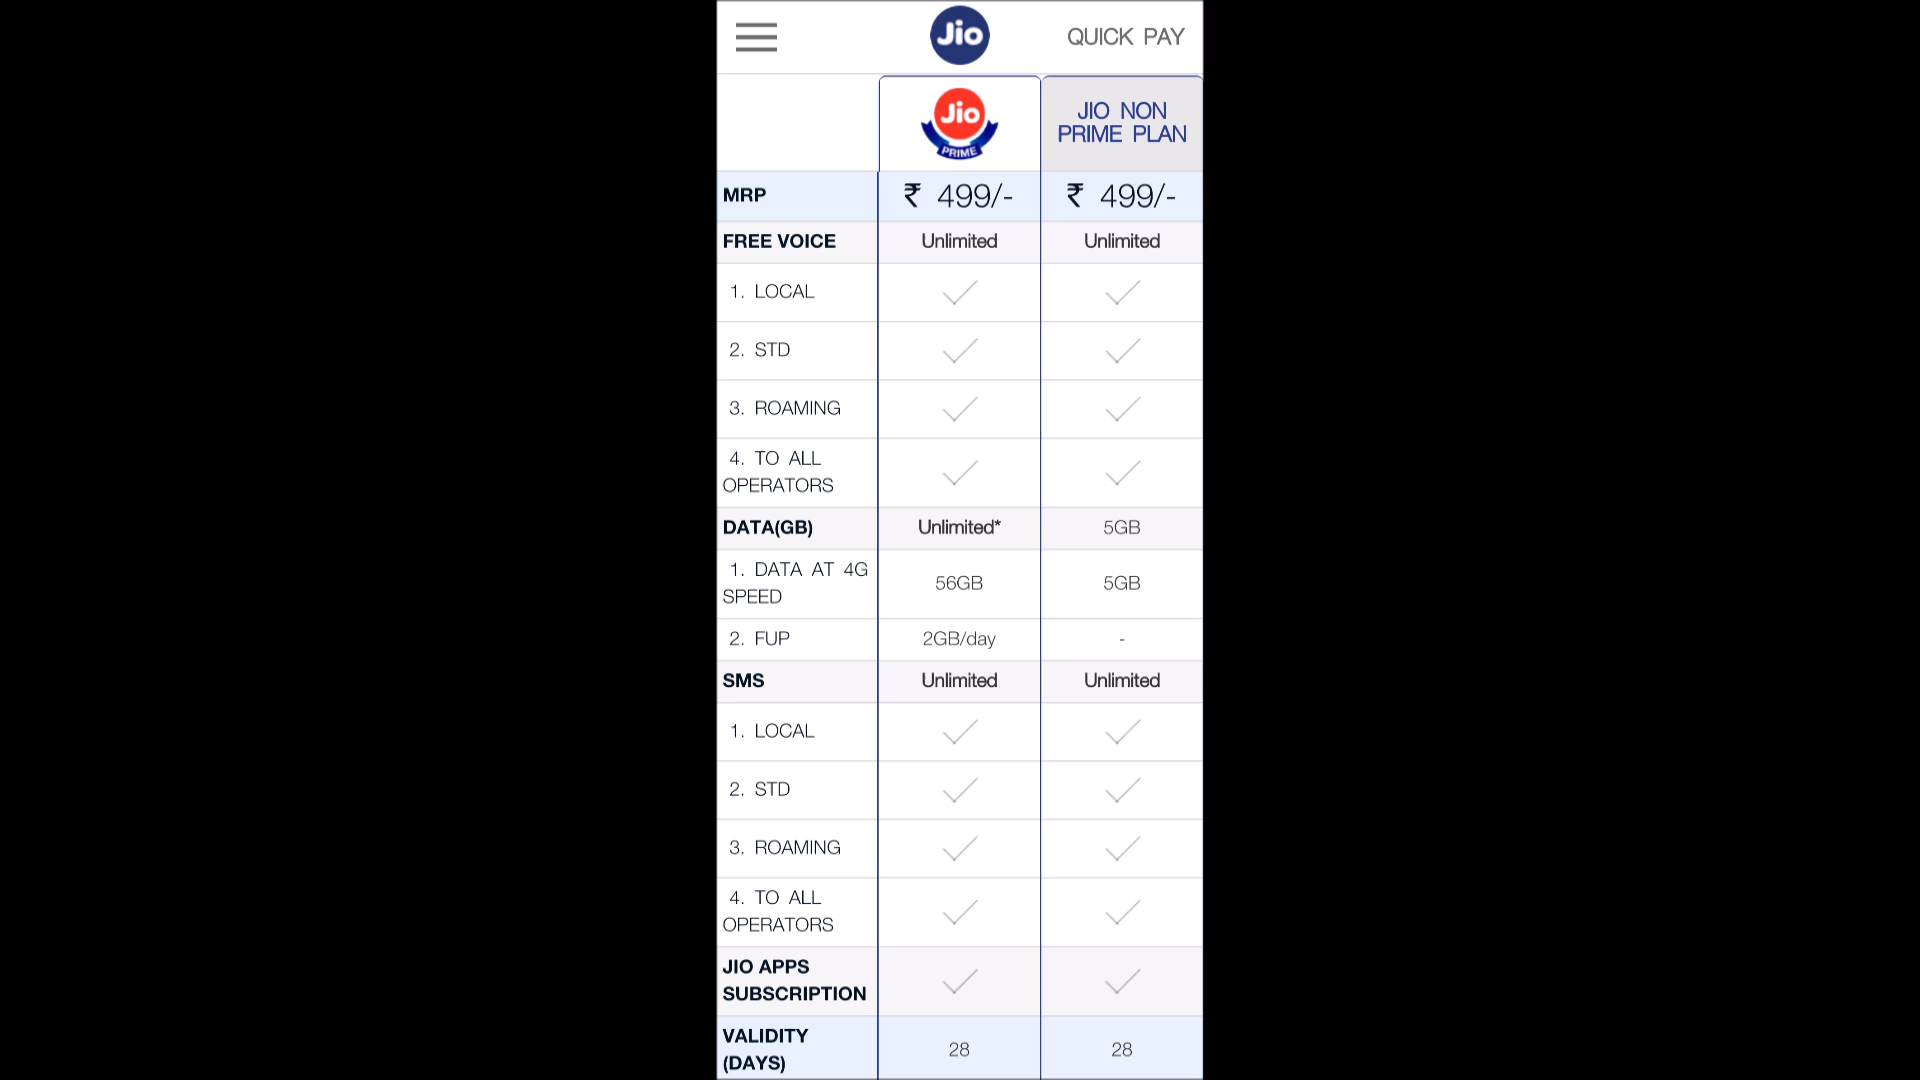 Jio QUICK PAY
Jio
PRIME
JIO NON
PRIME PLAN
MRP ₹ 499/- ₹ 499/-
FREE VOICE Unlimited Unlimited
1. LOCAL
2. STD
3. ROAMING
4. TO ALL
OPERATORS
DATA(GB) Unlimited* 5GB
1. DATA AT 4G
SPEED 56GB 5GB
2. FUP 2GB/day -
SMS Unlimited Unlimited
1. LOCAL
2. STD
3. ROAMING
4. TO ALL
OPERATORS
JIO APPS
SUBSCRIPTION
VALIDITY
(DAYS) 28 28